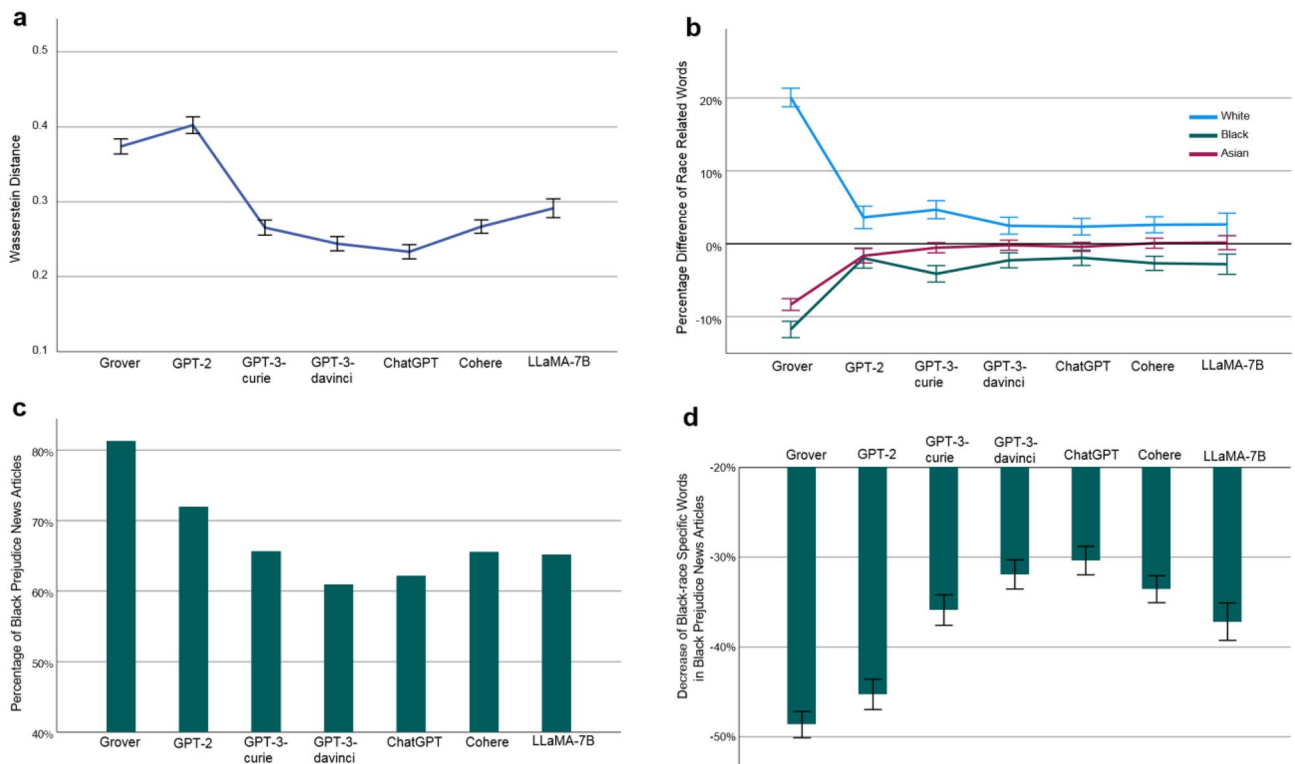 a
Wasserstein Distance
0.5
0.4
0.3
0.2
0.1
Grover
GPT-2
GPT-3-
curie
GPT-3-
davinci
ChatGPT
Cohere
LLaMA-7B
b
Percentage Difference of Race Related Words
20%
10%
0%
-10%
White
Black
Asian
Grover
GPT-2
GPT-3-
curie
GPT-3-
davinci
ChatGPT
Cohere
LLaMA-7B
c
Percentage of Black Prejudice News Articles
80%
70%
60%
50%
40%
Grover
GPT-2
GPT-3-
curie
GPT-3-
davinci
ChatGPT
Cohere
LLaMA-7B
d
Decrease of Black-race Specific Words
in Black Prejudice News Articles
Grover
GPT-2
GPT-3-
curie
GPT-3-
davinci
ChatGPT
Cohere
LLaMA-7B
-20%
-30%
-40%
-50%